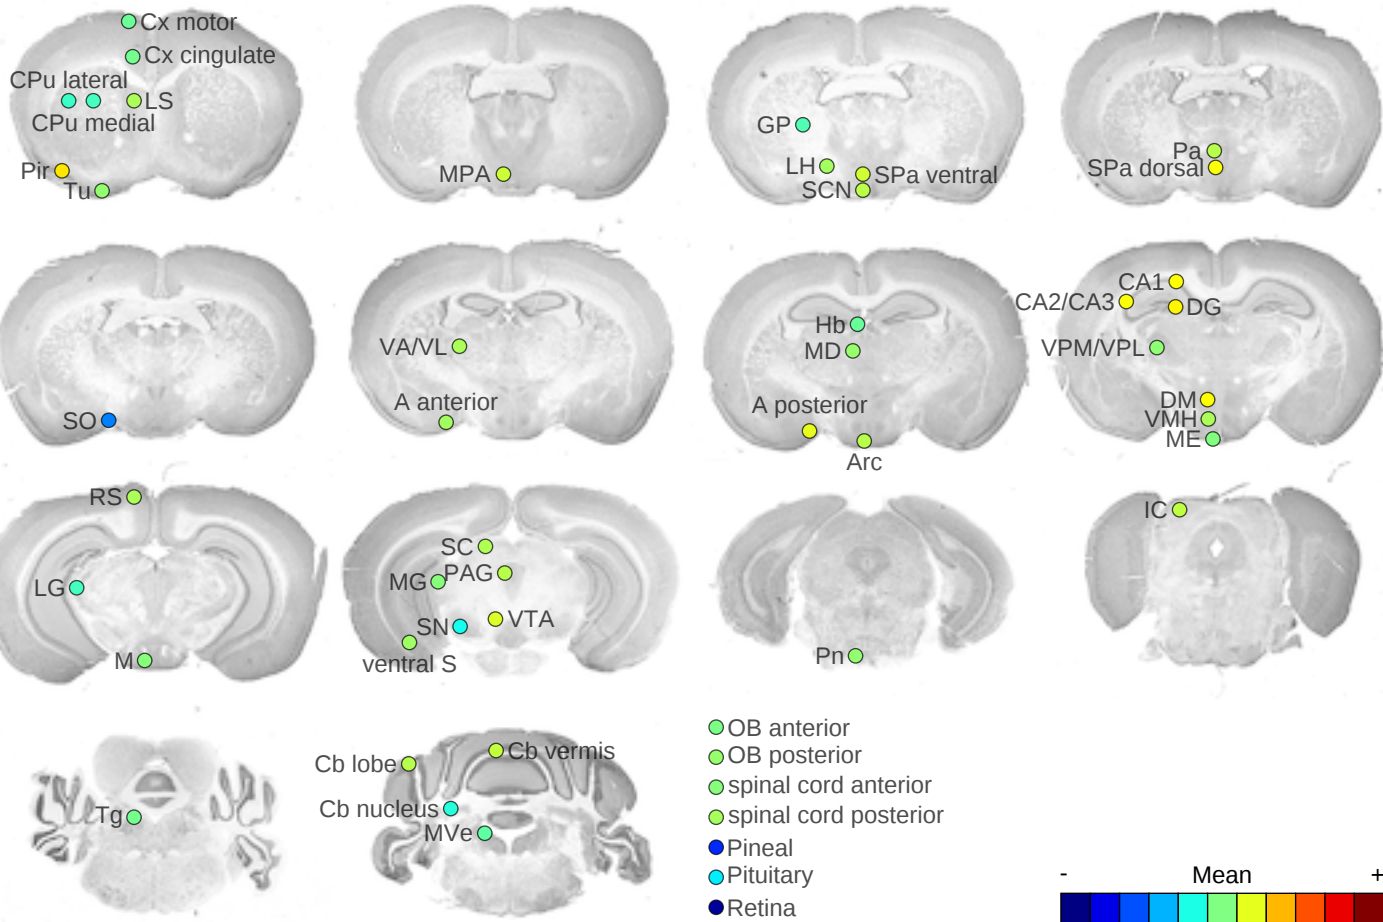 Cx motor
Cx cingulate
CPu lateral
LS
CPu medial
Pir
Tu
MPA
GP
LH
SPa ventral
SCN
Pa
SPa dorsal
SO
VA/VL
A anterior
Hb
MD
A posterior
Arc
CA1
CA2/CA3
DG
VPM/VPL
DM
VMH
ME
RS
LG
M
SC
PAG
MG
SN
VTA
ventral S
Pn
IC
Tg
Cb lobe
Cb vermis
Cb nucleus
MVe
OB anterior
OB posterior
spinal cord anterior
spinal cord posterior
Pineal
Pituitary
Retina
- Mean +